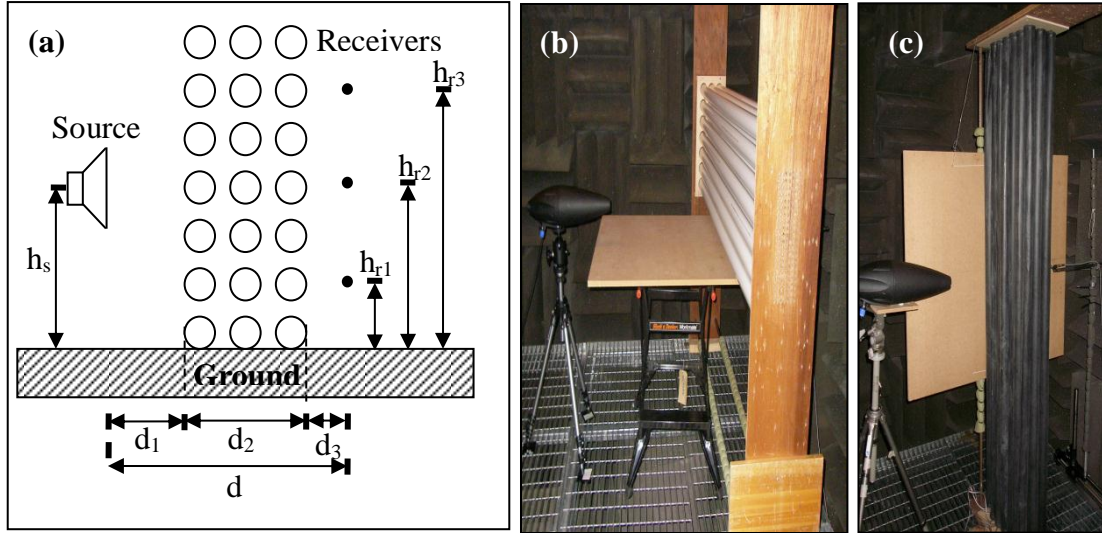 (a)
Receivers
h_r3
Source
h_r2
h_s
h_r1
Ground
d_1
d_2
d_3
d
(b)
(c)